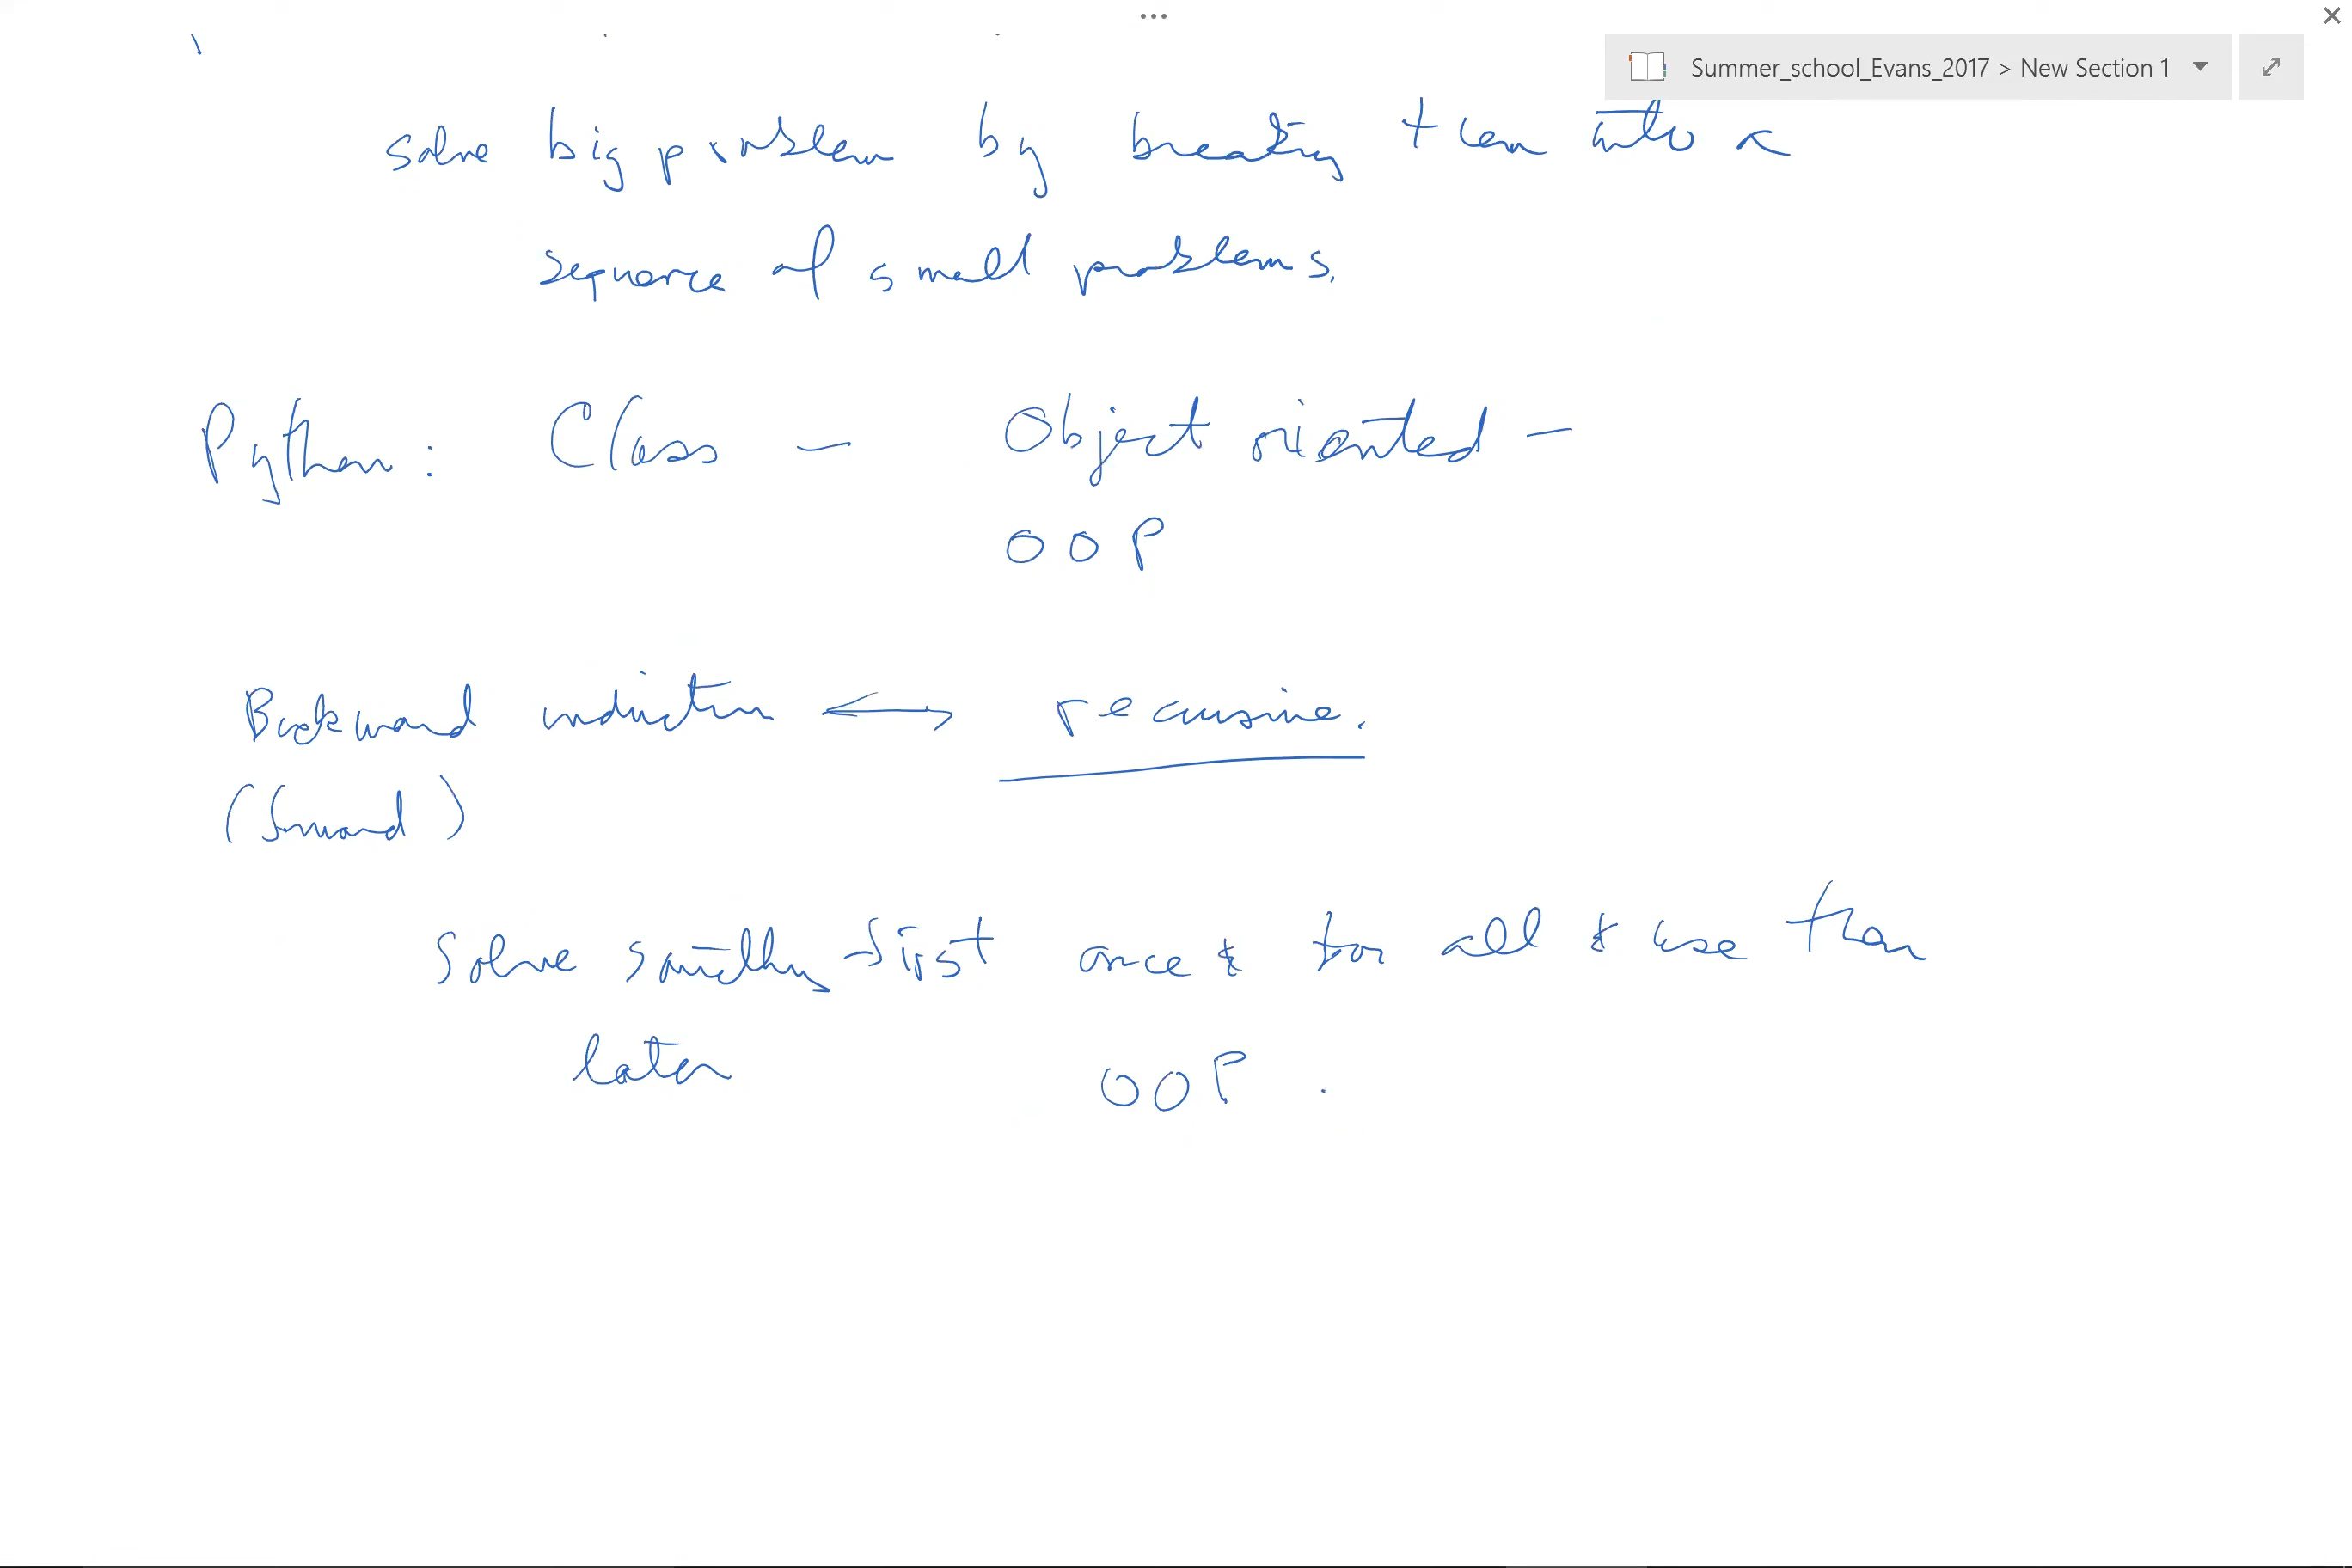 Summer_school_Evans_2017 > New Section 1
solve big problem by breaking them into a
sequence of small problems.
Python : Class — Object oriented —
OOP
Backward induction <-> recursive.
(forward)
Solve small first once & for all & use them
later OOP .